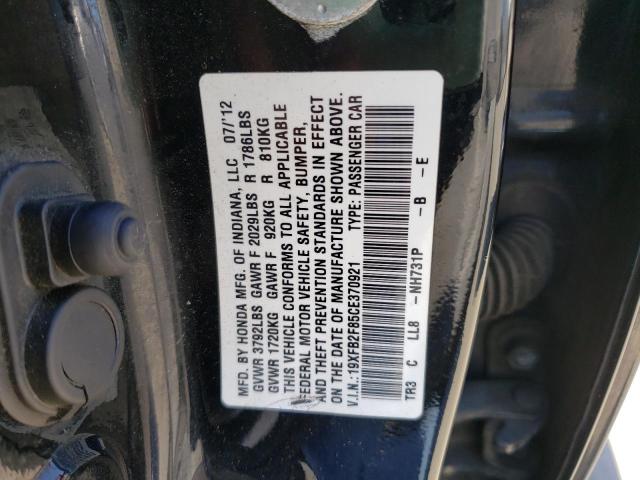 MFD. BY HONDA MFG. OF INDIANA, LLC 07/'12
GVWR 3792LBS GAWR F 2029LBS R 1786LBS
GVWR 1720KG GAWR F 920KG R 810KG
THIS VEHICLE CONFORMS TO ALL APPLICABLE
FEDERAL MOTOR VEHICLE SAFETY, BUMPER,
AND THEFT PREVENTION STANDARDS IN EFFECT
ON THE DATE OF MANUFACTURE SHOWN ABOVE.
V.I.N.: 19XFB2F85CE370921 TYPE: PASSENGER CAR
TR3 C LL8 -NH731P -B -E